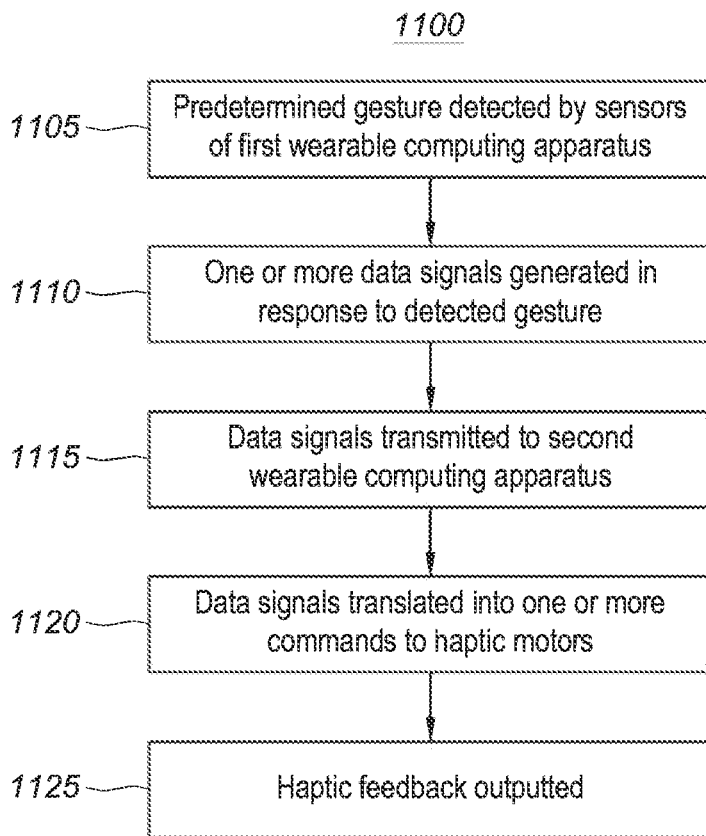 1100
1105
Predetermined gesture detected by sensors
of first wearable computing apparatus
1110
One or more data signals generated in
response to detected gesture
1115
Data signals transmitted to second
wearable computing apparatus
1120
Data signals translated into one or more
commands to haptic motors
1125
Haptic feedback outputted